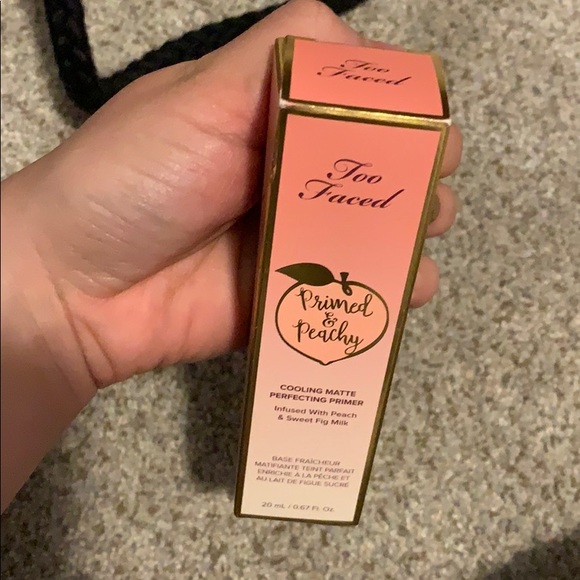 Too
Faced
Too
Faced
Primed
&
Peachy
COOLING MATTE
PERFECTING PRIMER
Infused With Peach
& Sweet Fig Milk
BASE FRAÎCHEUR
MATIFIANTE TEINT PARFAIT
ENRICHIE À LA PÊCHE ET
AU LAIT DE FIGUE SUCRÉ
20 mL / 0.67 Fl. Oz.